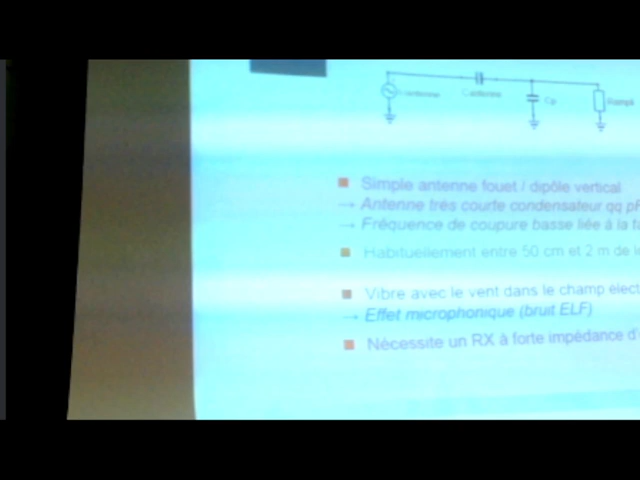 Cp
Simple antenne fouet / dipôle vertical
→ Antenne très courte condensateur qq pF
→ Fréquence de coupure basse liée à la
Habituellement entre 50 cm et 2 m de
Vibre avec le vent dans le champ élect
→ Effet microphonique (bruit ELF)
Nécessite un RX à forte impédance d'